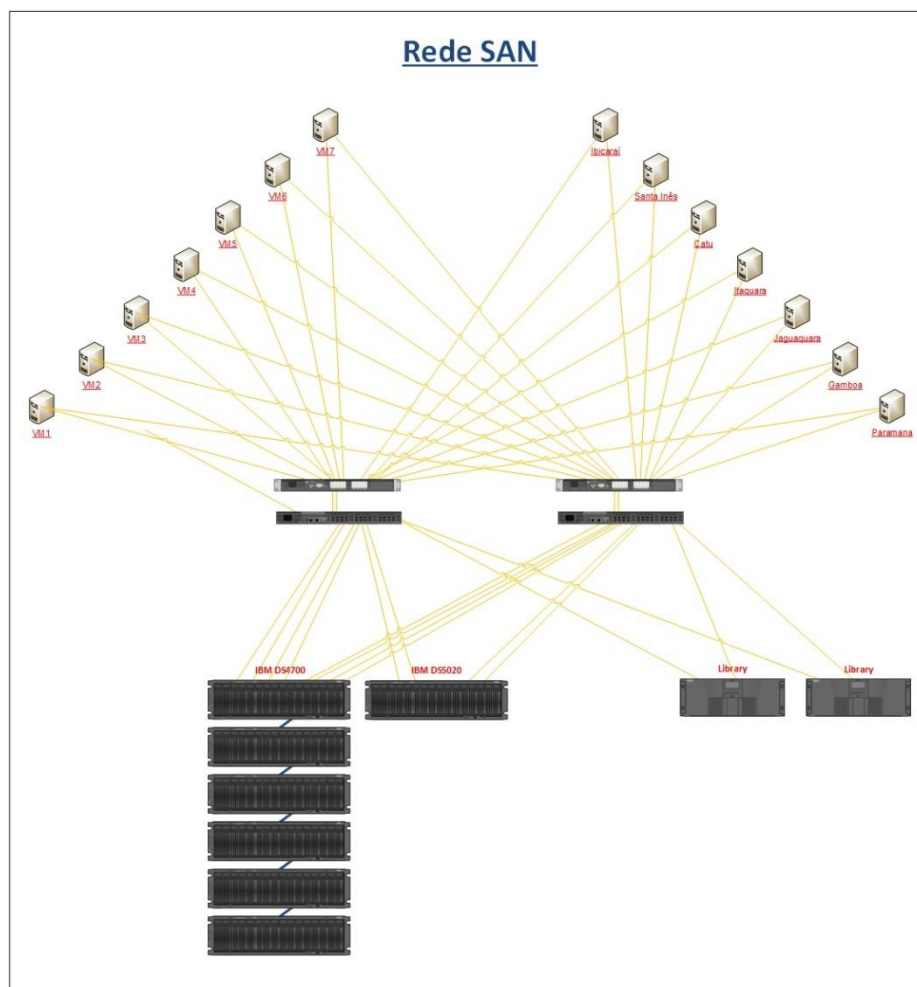 Rede SAN
VM7
Ibicaraí
VM6
Santa Inês
VM5
Catu
VM4
Itaquara
VM3
Jaguaquara
VM2
Gamboa
VM1
Paramana
IBM DS4700
IBM DS5020
Library
Library